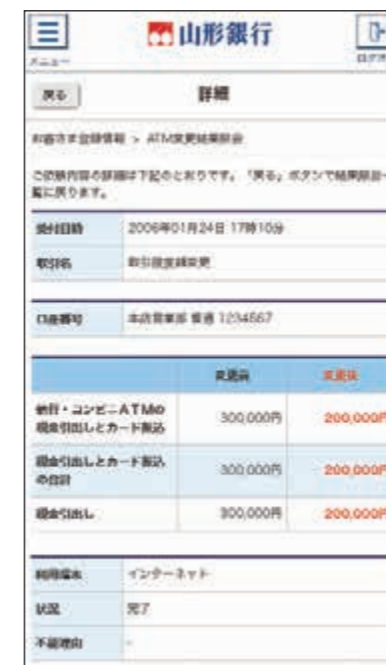 山形銀行
メニュー
戻る
詳細
お客さま登録情報 > ATM変更結果照会
ご依頼内容の詳細は下記のとおりです。「戻る」ボタンで結果照会一
覧に戻ります。
受付日時 2006年01月24日 17時10分
取引名 取引限度額変更
口座番号 本店営業部 普通 1234567
変更前 変更後
他行・コンビニATMの
現金引出しとカード振込 300,000円 200,000円
現金引出しとカード振込
の合計 300,000円 200,000円
現金引出し 300,000円 200,000円
利用端末 インターネット
状況 完了
不能理由 -